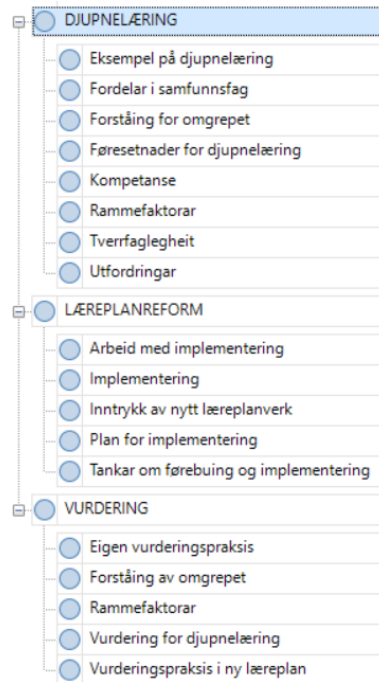 DJUPNELÆRING
Eksempel på djupnelæring
Fordelar i samfunnsfag
Forståing for omgrepet
Føresetnader for djupnelæring
Kompetanse
Rammefaktorar
Tverrfaglegheit
Utfordringar
LÆREPLANREFORM
Arbeid med implementering
Implementering
Inntrykk av nytt læreplanverk
Plan for implementering
Tankar om førebuing og implementering
VURDERING
Eigen vurderingspraksis
Forståing av omgrepet
Rammefaktorar
Vurdering for djupnelæring
Vurderingspraksis i ny læreplan